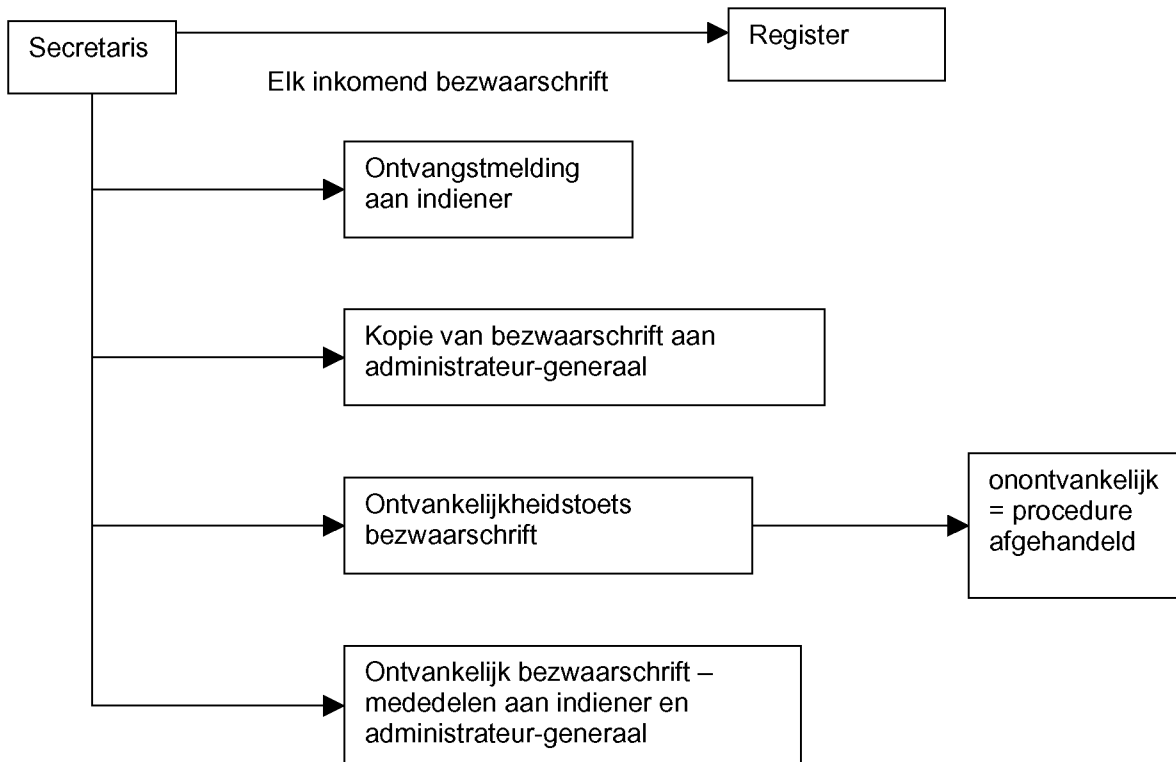 Secretaris
Register
Elk inkomend bezwaarschrift
Ontvangstmelding
aan indiener
Kopie van bezwaarschrift aan
administrateur-generaal
Ontvankelijkheidstoets
bezwaarschrift
onontvankelijk
= procedure
afgehandeld
Ontvankelijk bezwaarschrift –
mededelen aan indiener en
administrateur-generaal